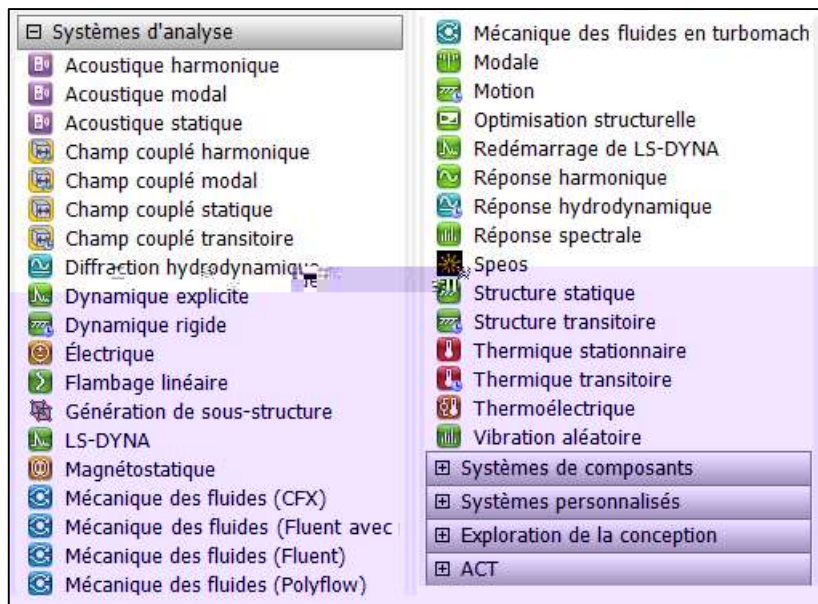 Systèmes d'analyse
Acoustique harmonique
Acoustique modal
Acoustique statique
Champ couplé harmonique
Champ couplé modal
Champ couplé statique
Champ couplé transitoire
Diffraction hydrodynamique
Dynamique explicite
Dynamique rigide
Électrique
Flambage linéaire
Génération de sous-structure
LS-DYNA
Magnétostatique
Mécanique des fluides (CFX)
Mécanique des fluides (Fluent avec
Mécanique des fluides (Fluent)
Mécanique des fluides (Polyflow)
Mécanique des fluides en turbomach
Modale
Motion
Optimisation structurelle
Redémarrage de LS-DYNA
Réponse harmonique
Réponse hydrodynamique
Réponse spectrale
Speos
Structure statique
Structure transitoire
Thermique stationnaire
Thermique transitoire
Thermoélectrique
Vibration aléatoire
Systèmes de composants
Systèmes personnalisés
Exploration de la conception
ACT